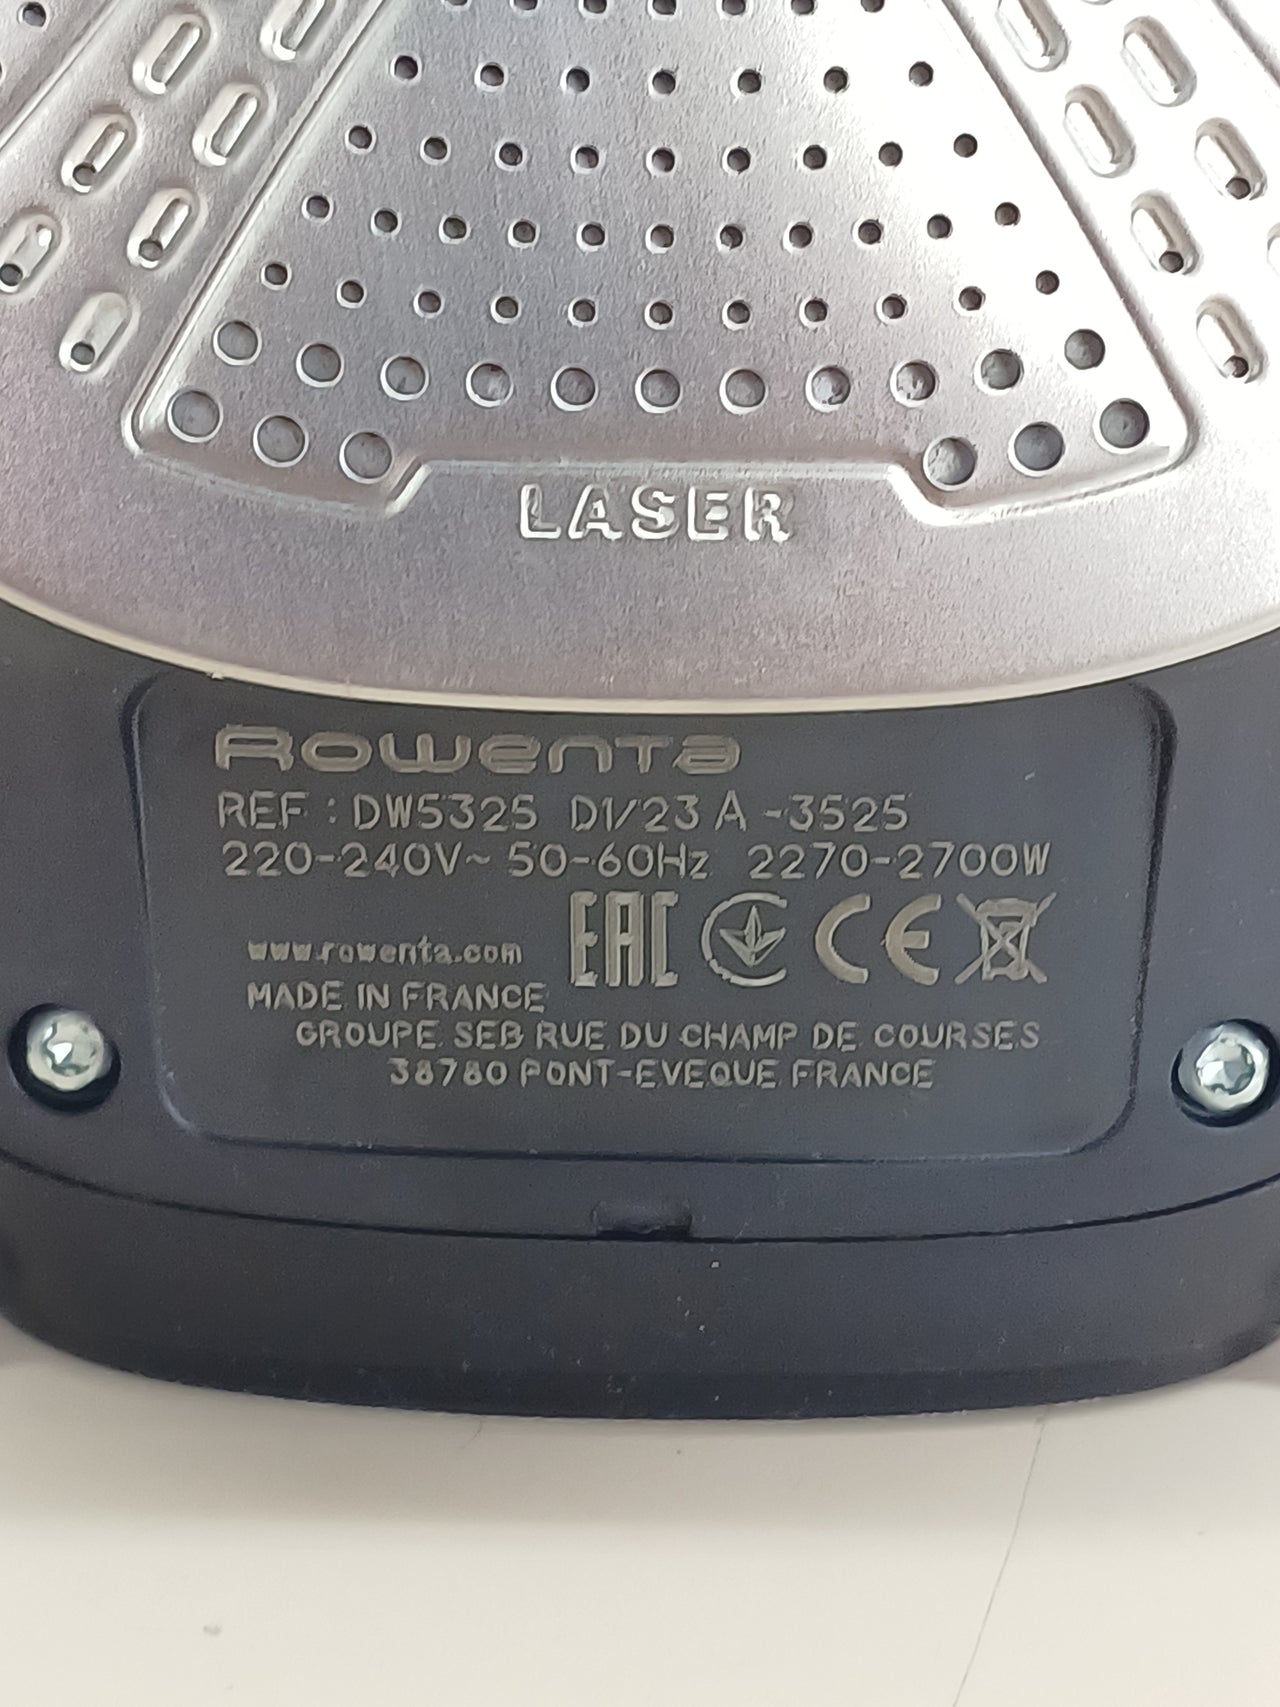 LASER
ROWENTA
REF : DW5325 D1/23 A -3525
220-240V~ 50-60Hz 2270-2700W
EAC CE
www.rowenta.com
MADE IN FRANCE
GROUPE SEB RUE DU CHAMP DE COURSES
38780 PONT-EVEQUE FRANCE